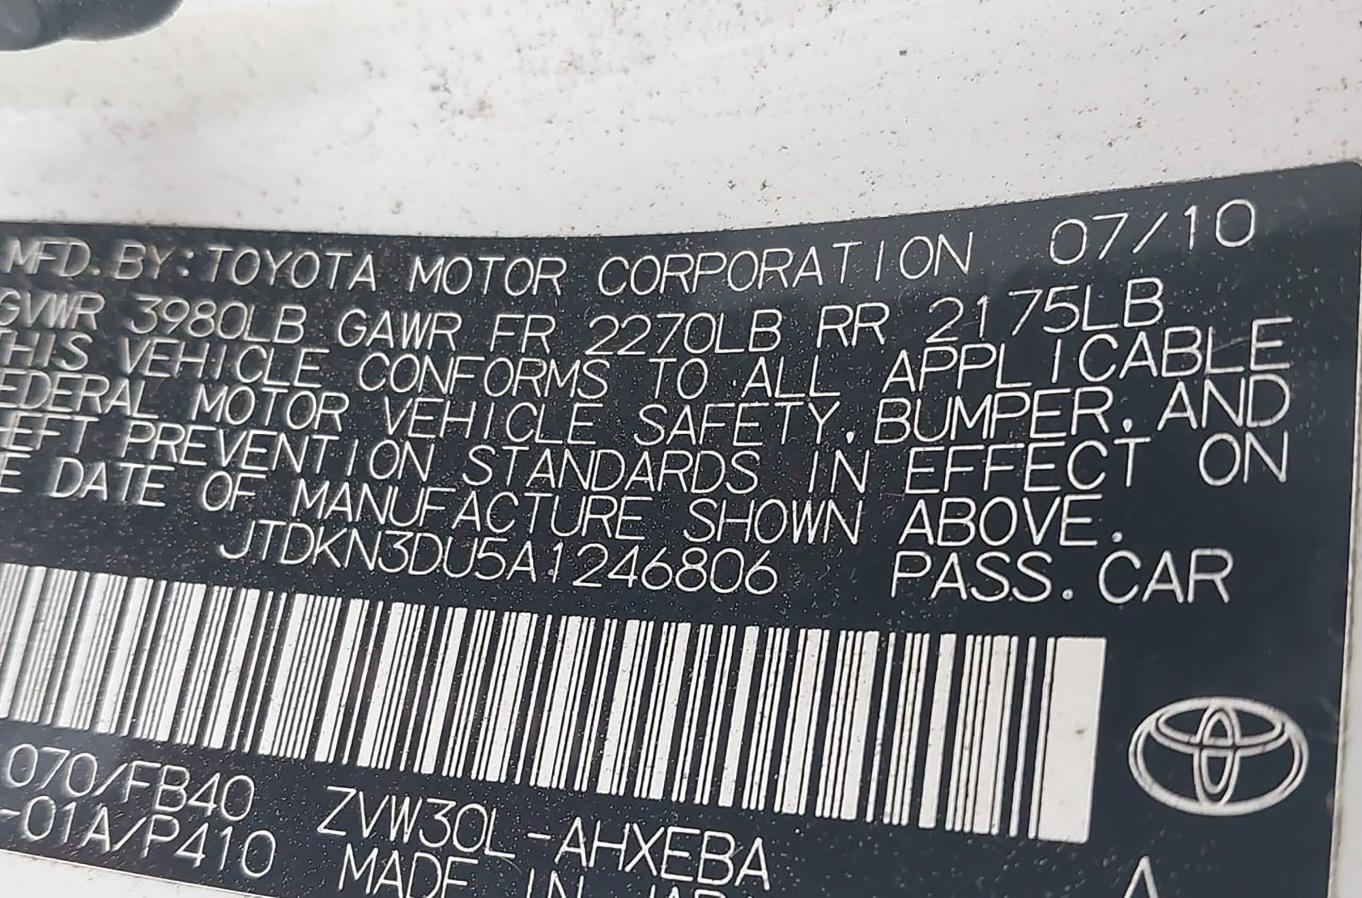 MFD. BY: TOYOTA MOTOR CORPORATION 07/10
GVWR 3980LB GAWR FR 2270LB RR 2175LB
THIS VEHICLE CONFORMS TO ALL APPLICABLE
FEDERAL MOTOR VEHICLE SAFETY, BUMPER, AND
HEFT PREVENTION STANDARDS IN EFFECT ON
E DATE OF MANUFACTURE SHOWN ABOVE.
JTDKN3DU5A1246806 PASS. CAR
070/FB40 ZVW30L-AHXEBA
-01A/P410 MADE IN